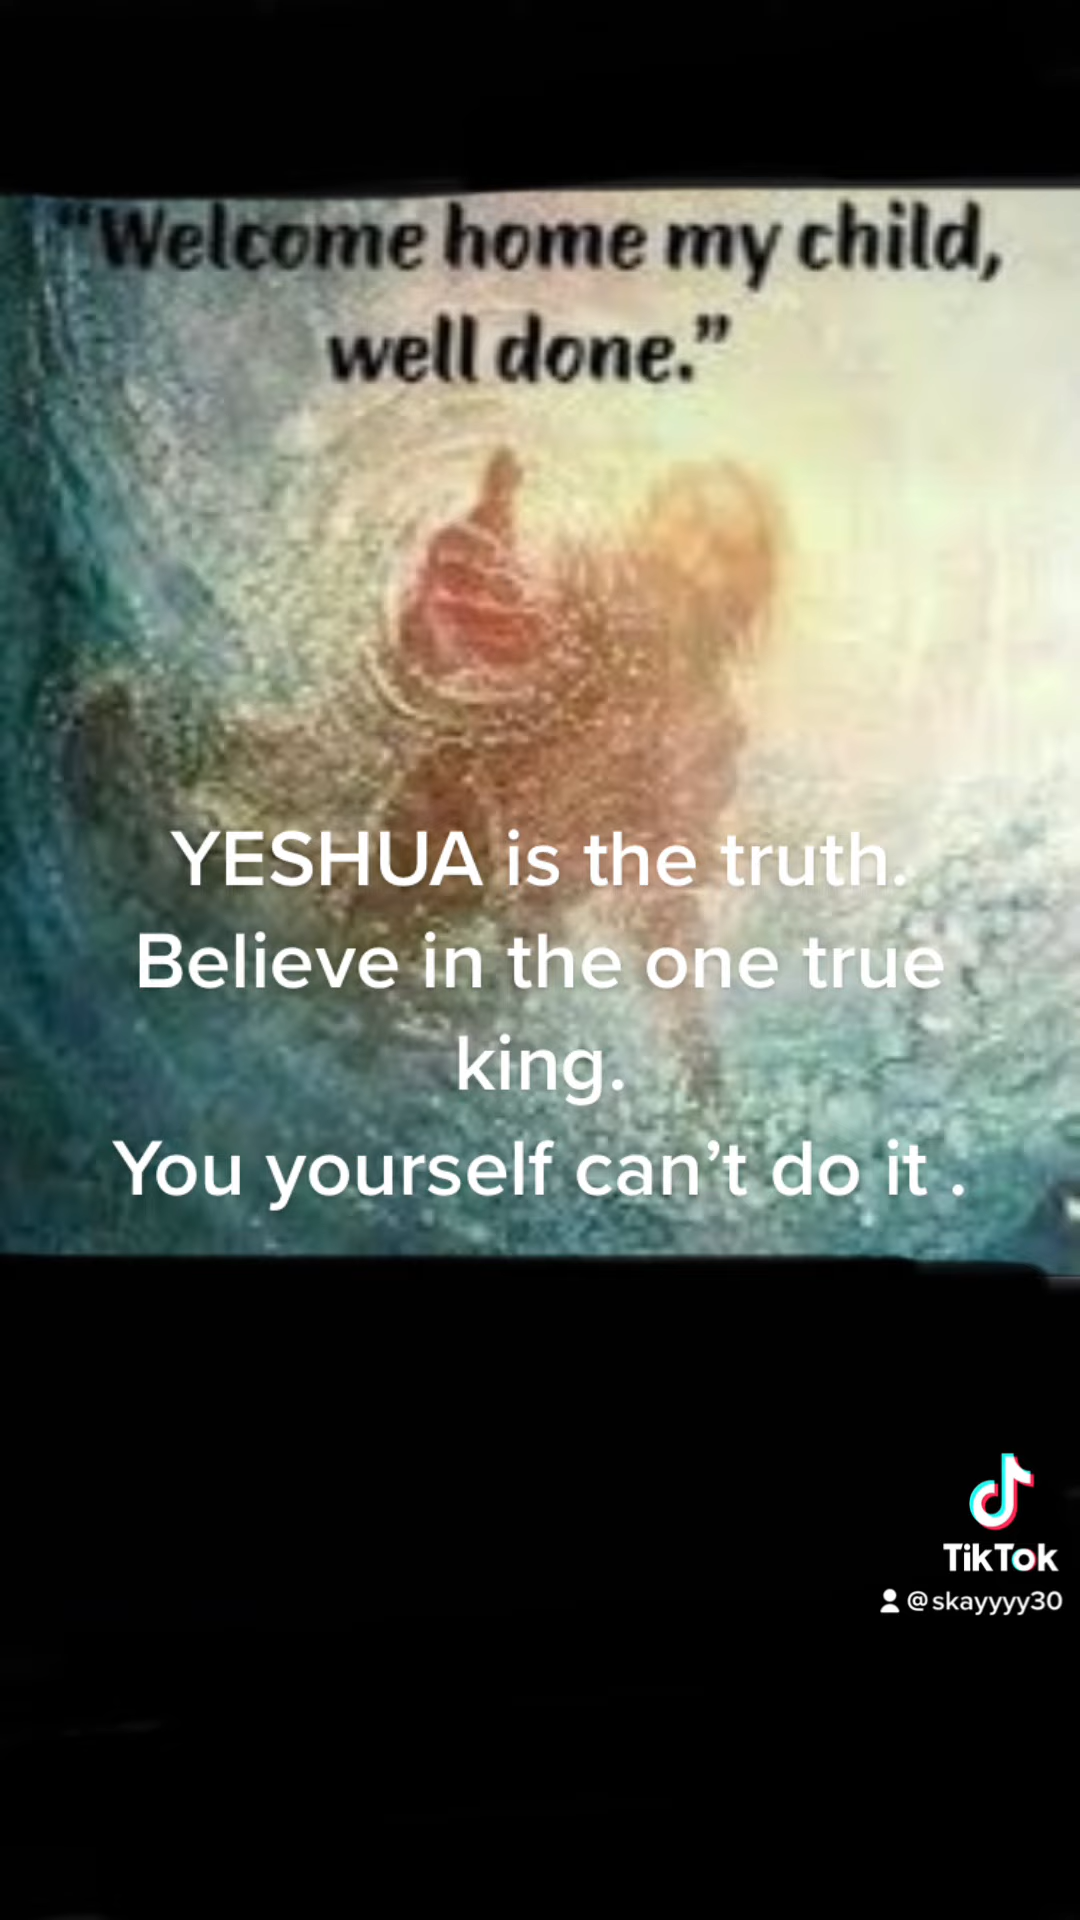 “Welcome home my child,
well done.”
YESHUA is the truth.
Believe in the one true
king.
You yourself can’t do it .
TikTok
@skayyyy30